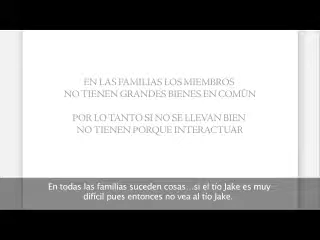 EN LAS FAMILIAS LOS MIEMBROS
NO TIENEN GRANDES BIENES EN COMÚN
POR LO TANTO SI NO SE LLEVAN BIEN
NO TIENEN PORQUE INTERACTUAR
En todas las familias suceden cosas...si el tío Jake es muy
difícil pues entonces no vea al tío Jake.